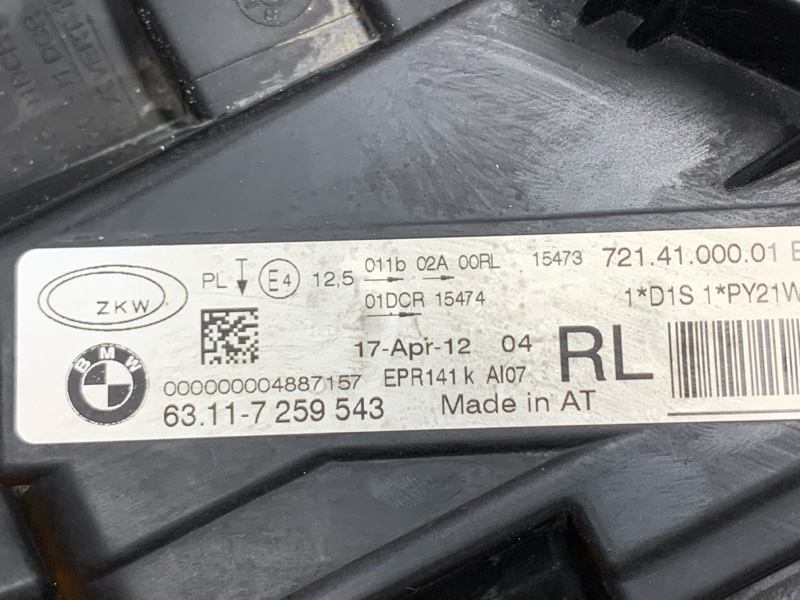 ZKW
PL E4 12,5 011b 02A 00RL 15473 721.41.000.01
01DCR 15474 1*D1S 1*PY21W
17-Apr-12 04 RL
BMW 000000004887157 EPR141 k AI07
63.11-7 259 543 Made in AT